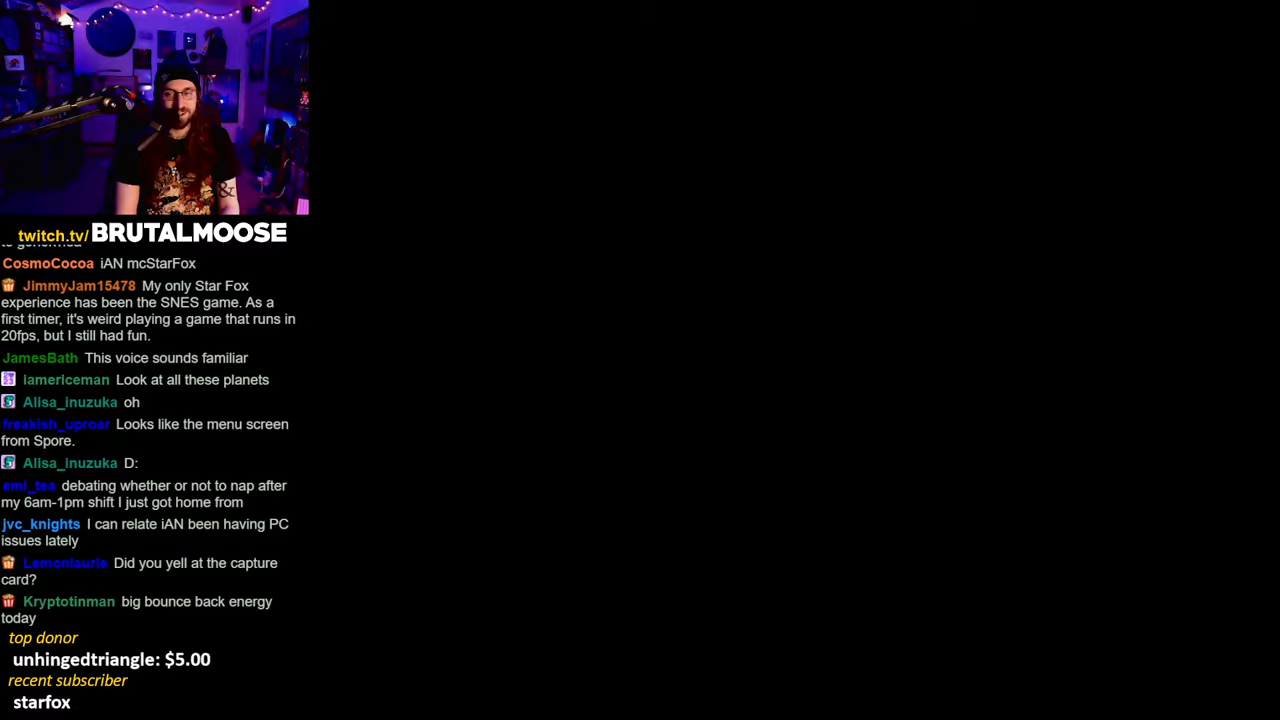 twitch.tv/BRUTALMOOSE
CosmoCocoa iAN mcStarFox
JimmyJam15478 My only Star Fox
experience has been the SNES game. As a
first timer, it's weird playing a game that runs in
20fps, but I still had fun.
JamesBath This voice sounds familiar
iamericeman Look at all these planets
Alisa_inuzuka oh
freakish_uproar Looks like the menu screen
from Spore.
Alisa_inuzuka D:
emi_tea debating whether or not to nap after
my 6am-1pm shift I just got home from
jvc_knights I can relate iAN been having PC
issues lately
Lemonlaurie Did you yell at the capture
card?
Kryptotinman big bounce back energy
today
top donor
unhingedtriangle: $5.00
recent subscriber
starfox
&